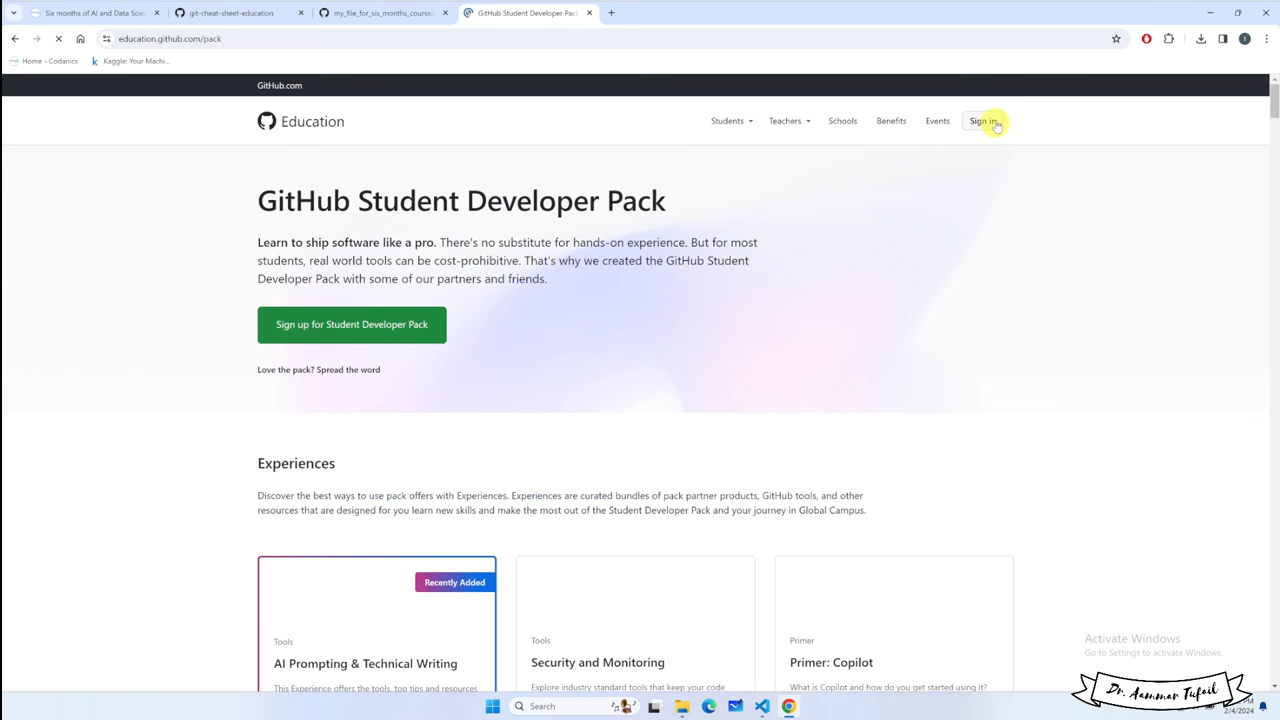 Six months of AI and Data Scien
git-cheat-sheet-education
my_file_for_six_months_course/
GitHub Student Developer Pack
education.github.com/pack
Home - Codanics
Kaggle: Your Machi...
GitHub.com
Education
Students
Teachers
Schools
Benefits
Events
Sign in
GitHub Student Developer Pack
Learn to ship software like a pro. There's no substitute for hands-on experience. But for most
students, real world tools can be cost-prohibitive. That's why we created the GitHub Student
Developer Pack with some of our partners and friends.
Sign up for Student Developer Pack
Love the pack? Spread the word
Experiences
Discover the best ways to use pack offers with Experiences. Experiences are curated bundles of pack partner products, GitHub tools, and other
resources that are designed for you learn new skills and make the most out of the Student Developer Pack and your journey in Global Campus.
Recently Added
Tools
AI Prompting & Technical Writing
This Experience offers the tools, top tips and resources
Tools
Security and Monitoring
Explore industry standard tools that keep your code
Primer
Primer: Copilot
What is Copilot and how do you get started using it?
Activate Windows
Go to Settings to activate Windows.
Dr. Aammar Tufail
Search
2/4/2024